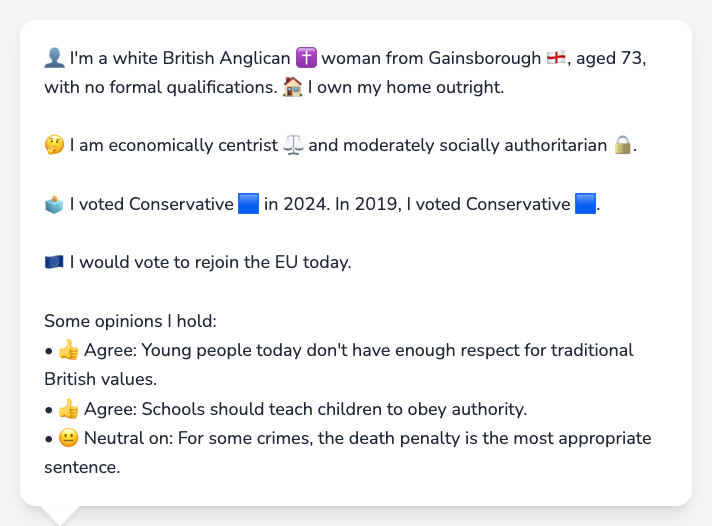 👤 I'm a white British Anglican ✝️ woman from Gainsborough 🏴󠁧󠁢󠁥󠁮󠁧󠁿, aged 73,
with no formal qualifications. 🏠 I own my home outright.
🤔 I am economically centrist ⚖️ and moderately socially authoritarian 🔒.
🗳️ I voted Conservative 🟦 in 2024. In 2019, I voted Conservative 🟦.
🇪🇺 I would vote to rejoin the EU today.
Some opinions I hold:
• 👍 Agree: Young people today don't have enough respect for traditional
British values.
• 👍 Agree: Schools should teach children to obey authority.
• 😐 Neutral on: For some crimes, the death penalty is the most appropriate
sentence.